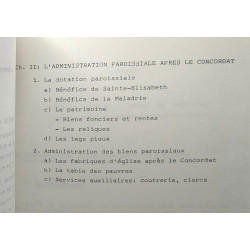 Ch. II: L'ADMINISTRATION PAROISSIALE APRES LE CONCORDAT
1. La dotation paroissiale
a) Bénéfice de Sainte-Elisabeth
b) Bénéfice de la Maladrie
c) Le patrimoine
- Biens fonciers et rentes
- Les reliques
d) Les legs pieux
2. Administration des biens paroissiaux
a) Les fabriques d'Église après le Concordat
b) La table des pauvres
c) Services auxiliaires: coutrerie, clercs